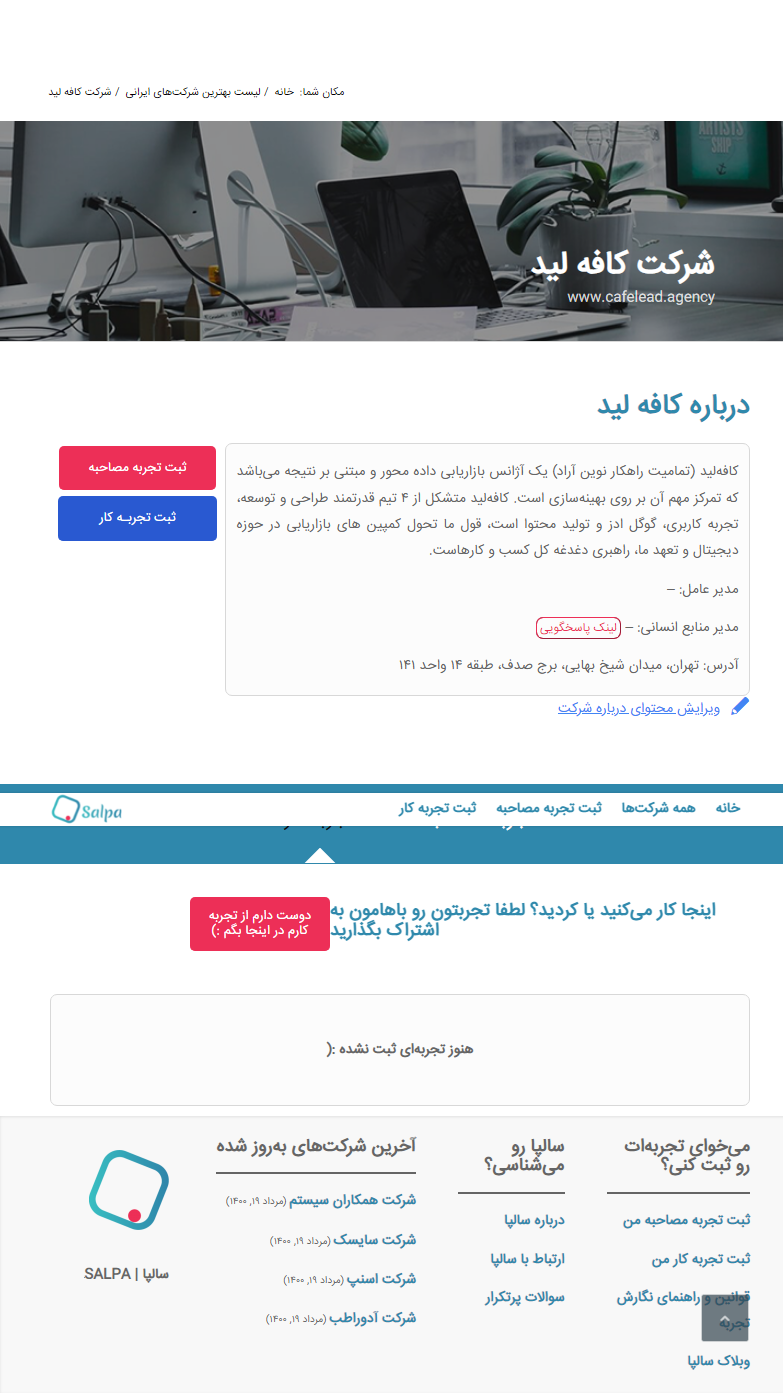 مکان شما: خانه / لیست بهترین شرکت‌های ایرانی / شرکت کافه لید
ARTISTS
SHIP
شرکت کافه لید
www.cafelead.agency
درباره کافه لید
کافه‌لید (تمامیت راهکار نوین آراد) یک آژانس بازاریابی داده محور و مبتنی بر نتیجه می‌باشد
که تمرکز مهم آن بر روی بهینه‌سازی است. کافه‌لید متشکل از ۴ تیم قدرتمند طراحی و توسعه،
تجربه کاربری، گوگل ادز و تولید محتوا است، قول ما تحول کمپین های بازاریابی در حوزه
دیجیتال و تعهد ما، راهبری دغدغه کل کسب و کارهاست.
مدیر عامل: –
مدیر منابع انسانی: – لینک پاسخگویی
آدرس: تهران، میدان شیخ بهایی، برج صدف، طبقه ۱۴ واحد ۱۴۱
ثبت تجربه مصاحبه
ثبت تجربـه کار
ویرایش محتوای درباره شرکت
خانه
همه شرکت‌ها
ثبت تجربه مصاحبه
ثبت تجربه کار
Salpa
اینجا کار می‌کنید یا کردید؟ لطفا تجربتون رو باهامون به
اشتراک بگذارید
دوست دارم از تجربه
کارم در اینجا بگم :)
هنوز تجربه‌ای ثبت نشده :(
می‌خوای تجربه‌ات
رو ثبت کنی؟
ثبت تجربه مصاحبه من
ثبت تجربه کار من
قوانین و راهنمای نگارش
تجربه
وبلاک سالپا
سالپا رو
می‌شناسی؟
درباره سالپا
ارتباط با سالپا
سوالات پرتکرار
آخرین شرکت‌های به‌روز شده
شرکت همکاران سیستم (مرداد ۱۹, ۱۴۰۰)
شرکت سایسک (مرداد ۱۹, ۱۴۰۰)
شرکت اسنپ (مرداد ۱۹, ۱۴۰۰)
شرکت آدوراطب (مرداد ۱۹, ۱۴۰۰)
سالپا | SALPA